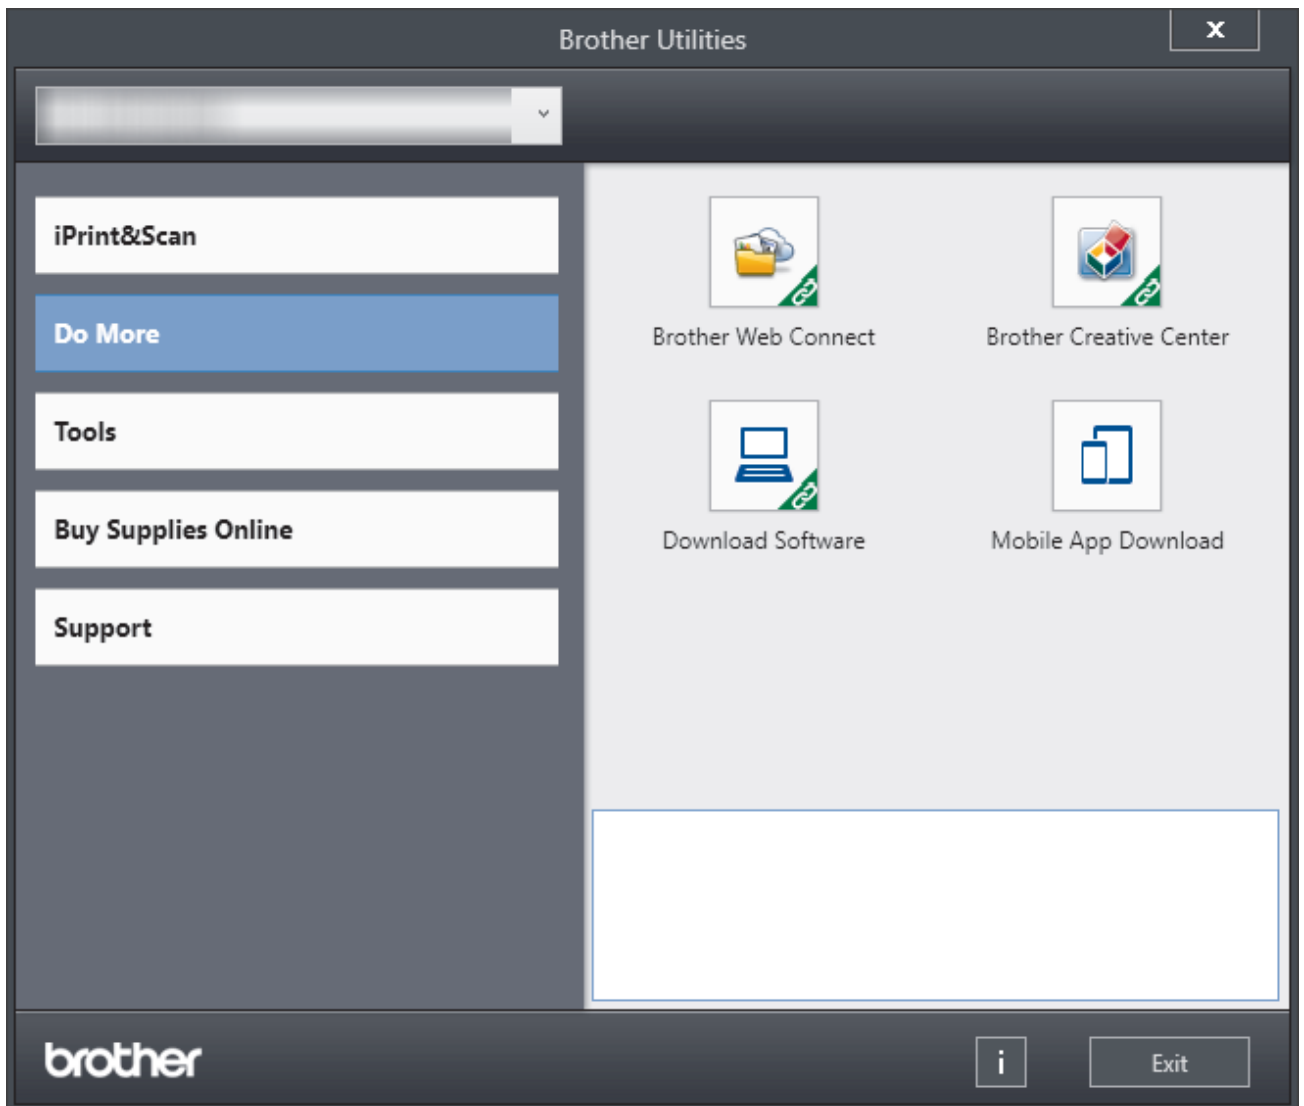 Brother Utilities
x
iPrint&Scan
Do More
Tools
Buy Supplies Online
Support
Brother Web Connect
Brother Creative Center
Download Software
Mobile App Download
brother
i
Exit